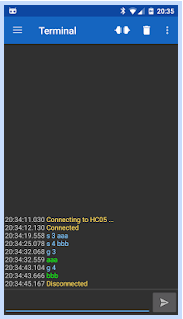 20:35
Terminal
20:34:11.030 Connecting to HC05 ...
20:34:12.130 Connected
20:34:19.558 s 3 aaa
20:34:25.078 s 4 bbb
20:34:32.068 g 3
20:34:32.559 aaa
20:34:43.104 g 4
20:34:43.666 bbb
20:34:45.167 Disconnected